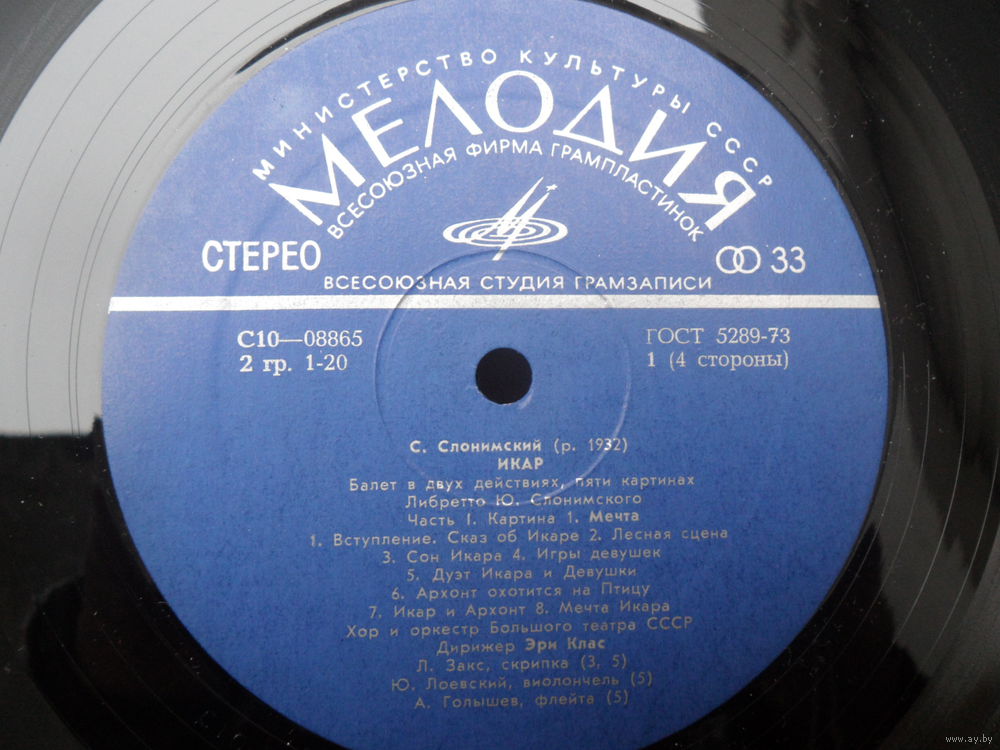 МИНИСТЕРСТВО КУЛЬТУРЫ СССР
МЕЛОДИЯ
ВСЕСОЮЗНАЯ ФИРМА ГРАМПЛАСТИНОК
СТЕРЕО
33
ВСЕСОЮЗНАЯ СТУДИЯ ГРАМЗАПИСИ
С10—08865
ГОСТ 5289-73
2 гр. 1-20
1 (4 стороны)
С. Слонимский (р. 1932)
ИКАР
Балет в двух действиях, пяти картинах
Либретто Ю. Слонимского
Часть 1. Картина 1. Мечта
1. Вступление. Сказ об Икаре 2. Лесная сцена
3. Сон Икара 4. Игры девушек
5. Дуэт Икара и Девушки
6. Архонт охотится на Птицу
7. Икар и Архонт 8. Мечта Икара
Хор и оркестр Большого театра СССР
Дирижер Эри Клас
Л. Закс, скрипка (3, 5)
Ю. Лоевский, виолончель (5)
А. Голышев, флейта (5)
www.ay.by